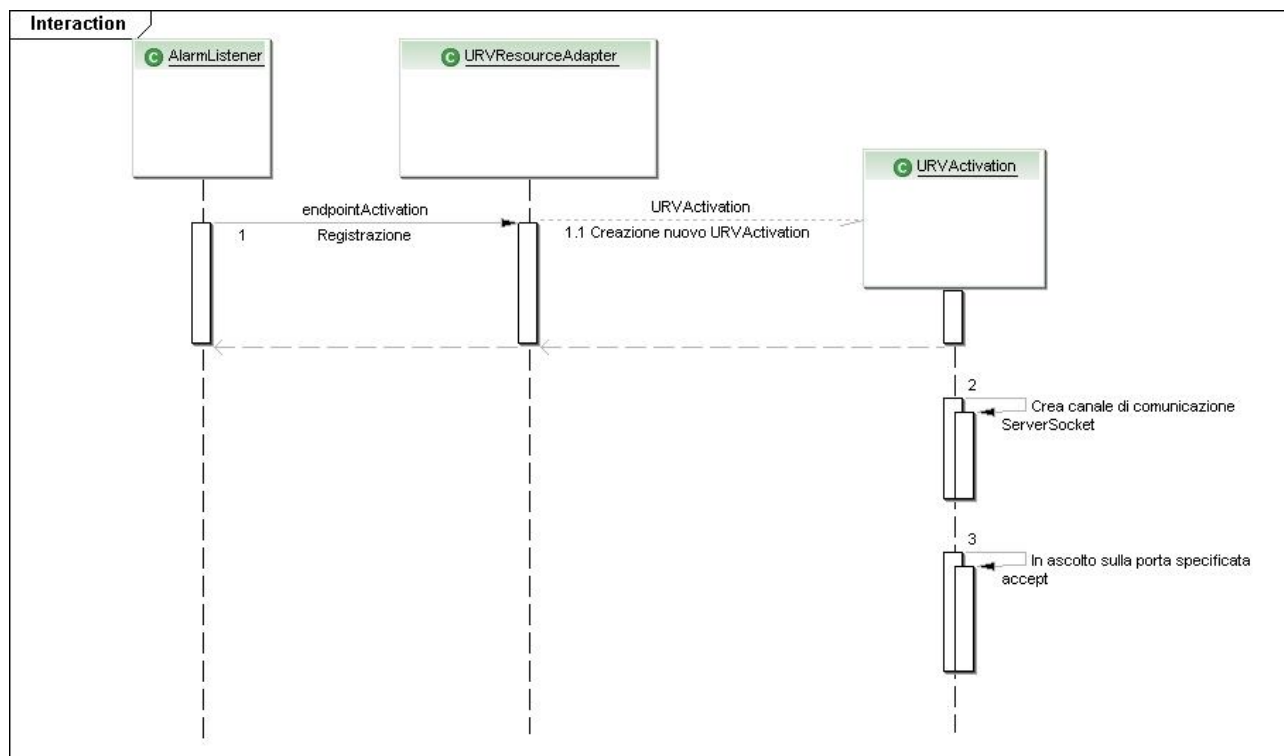 Interaction
C AlarmListener
C URVResourceAdapter
C URVActivation
endpointActivation
1 Registrazione
URVActivation
1.1 Creazione nuovo URVActivation
2
Crea canale di comunicazione
ServerSocket
3
In ascolto sulla porta specificata
accept